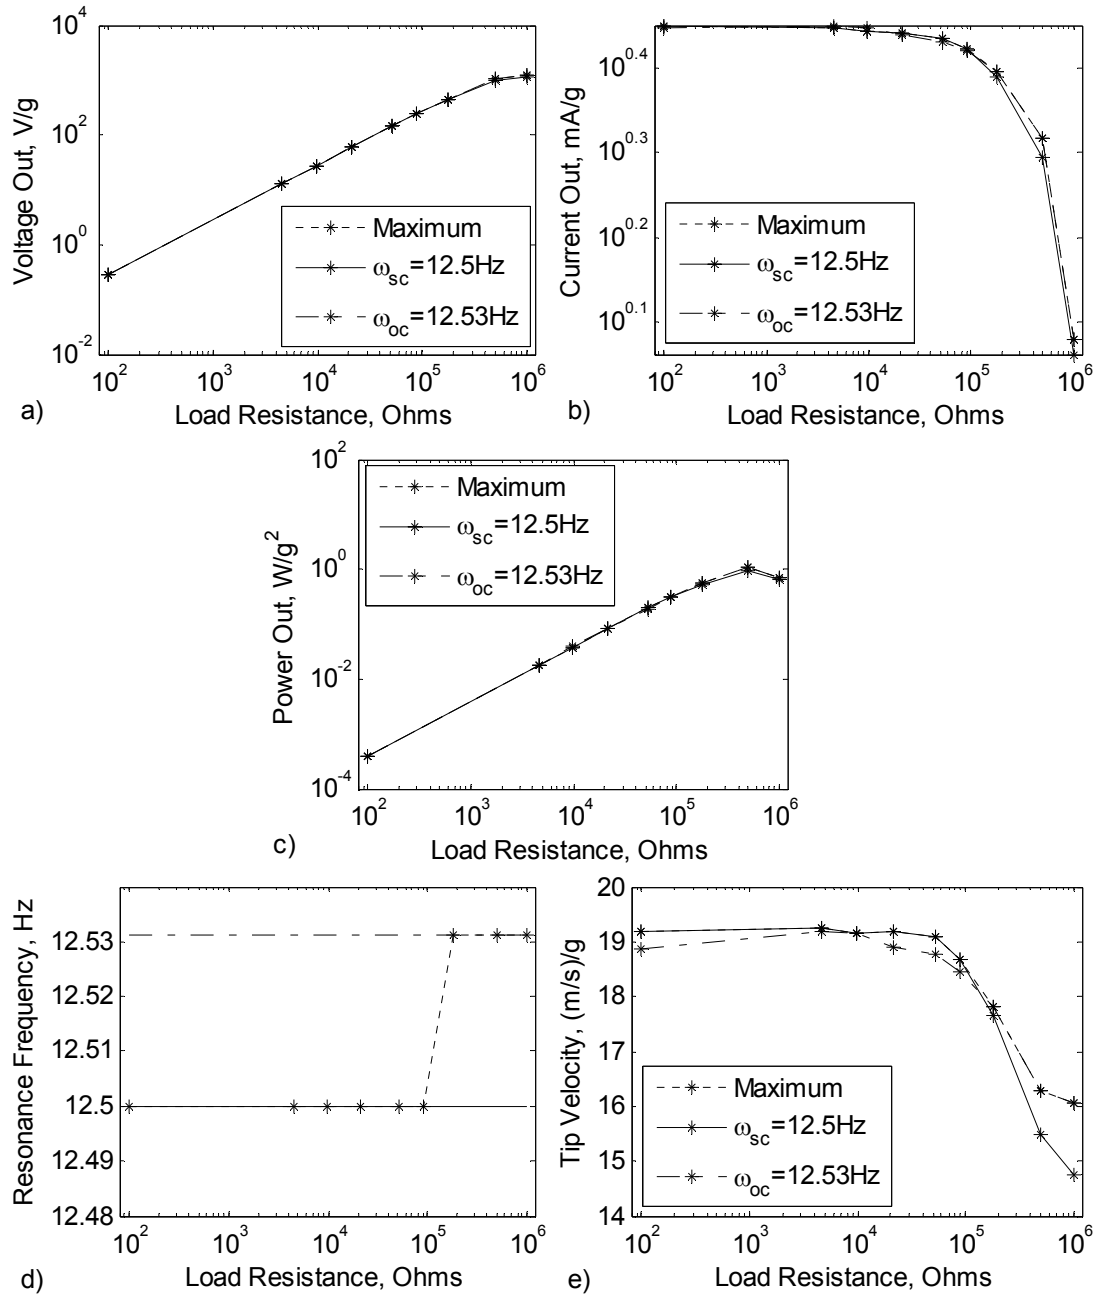 10^4
10^2
10^0
10^-2
Voltage Out, V/g
Maximum
ω_sc=12.5Hz
ω_oc=12.53Hz
10^2 10^3 10^4 10^5 10^6
Load Resistance, Ohms
a)
10^0.4
10^0.3
10^0.2
10^0.1
Current Out, mA/g
Maximum
ω_sc=12.5Hz
ω_oc=12.53Hz
10^2 10^3 10^4 10^5 10^6
Load Resistance, Ohms
b)
10^2
10^0
10^-2
10^-4
Power Out, W/g^2
Maximum
ω_sc=12.5Hz
ω_oc=12.53Hz
10^2 10^3 10^4 10^5 10^6
Load Resistance, Ohms
c)
12.53
12.52
12.51
12.5
12.49
12.48
Resonance Frequency, Hz
10^2 10^3 10^4 10^5 10^6
Load Resistance, Ohms
d)
20
19
18
17
16
15
14
Tip Velocity, (m/s)/g
Maximum
ω_sc=12.5Hz
ω_oc=12.53Hz
10^2 10^3 10^4 10^5 10^6
Load Resistance, Ohms
e)